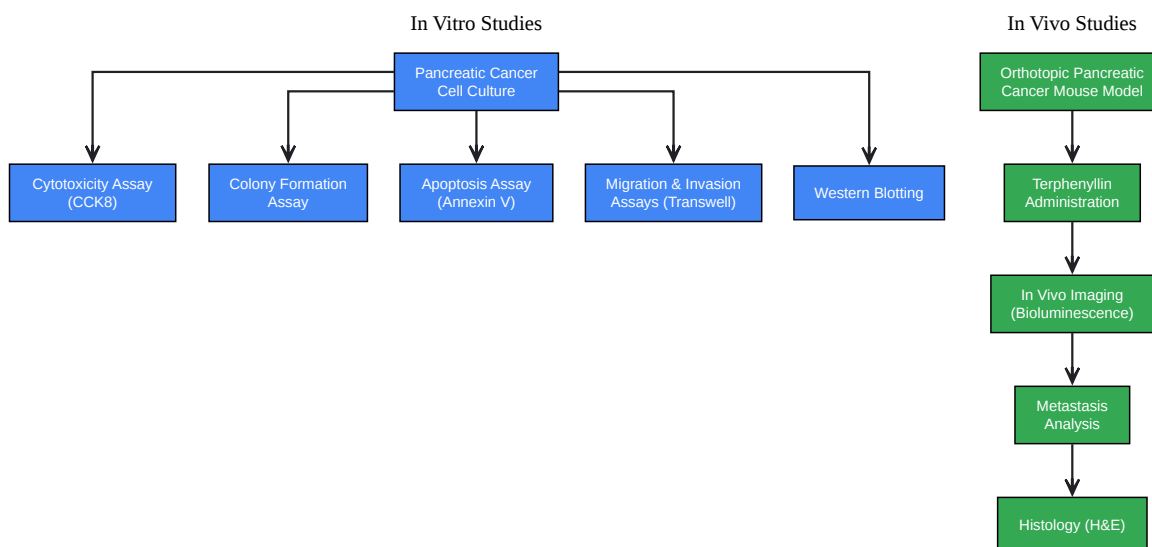 In Vitro Studies
In Vivo Studies
Pancreatic Cancer
Cell Culture
Orthotopic Pancreatic
Cancer Mouse Model
Cytotoxicity Assay
(CCK8)
Colony Formation
Assay
Apoptosis Assay
(Annexin V)
Migration & Invasion
Assays (Transwell)
Western Blotting
Terphenyllin
Administration
In Vivo Imaging
(Bioluminescence)
Metastasis
Analysis
Histology (H&E)